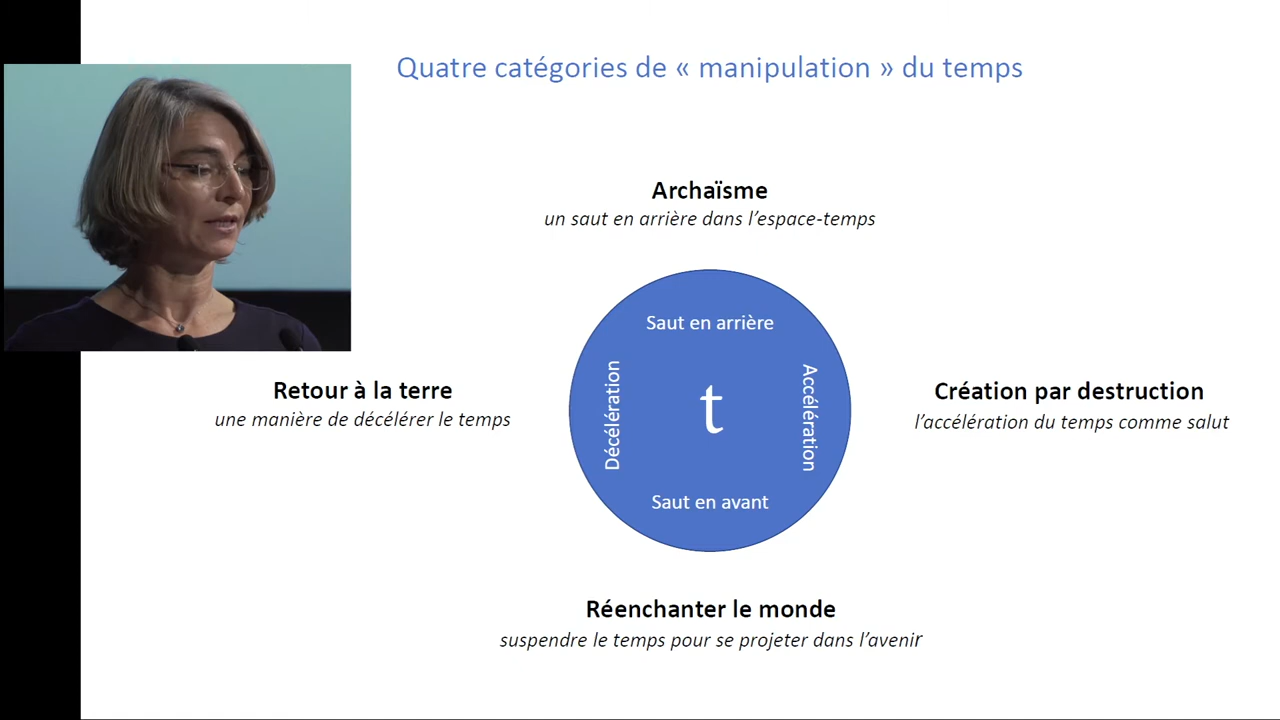 Quatre catégories de « manipulation » du temps
Archaïsme
un saut en arrière dans l’espace-temps
Saut en arrière
Retour à la terre
une manière de décélérer le temps
Décélération
t
Accélération
Création par destruction
l’accélération du temps comme salut
Saut en avant
Réenchanter le monde
suspendre le temps pour se projeter dans l’avenir